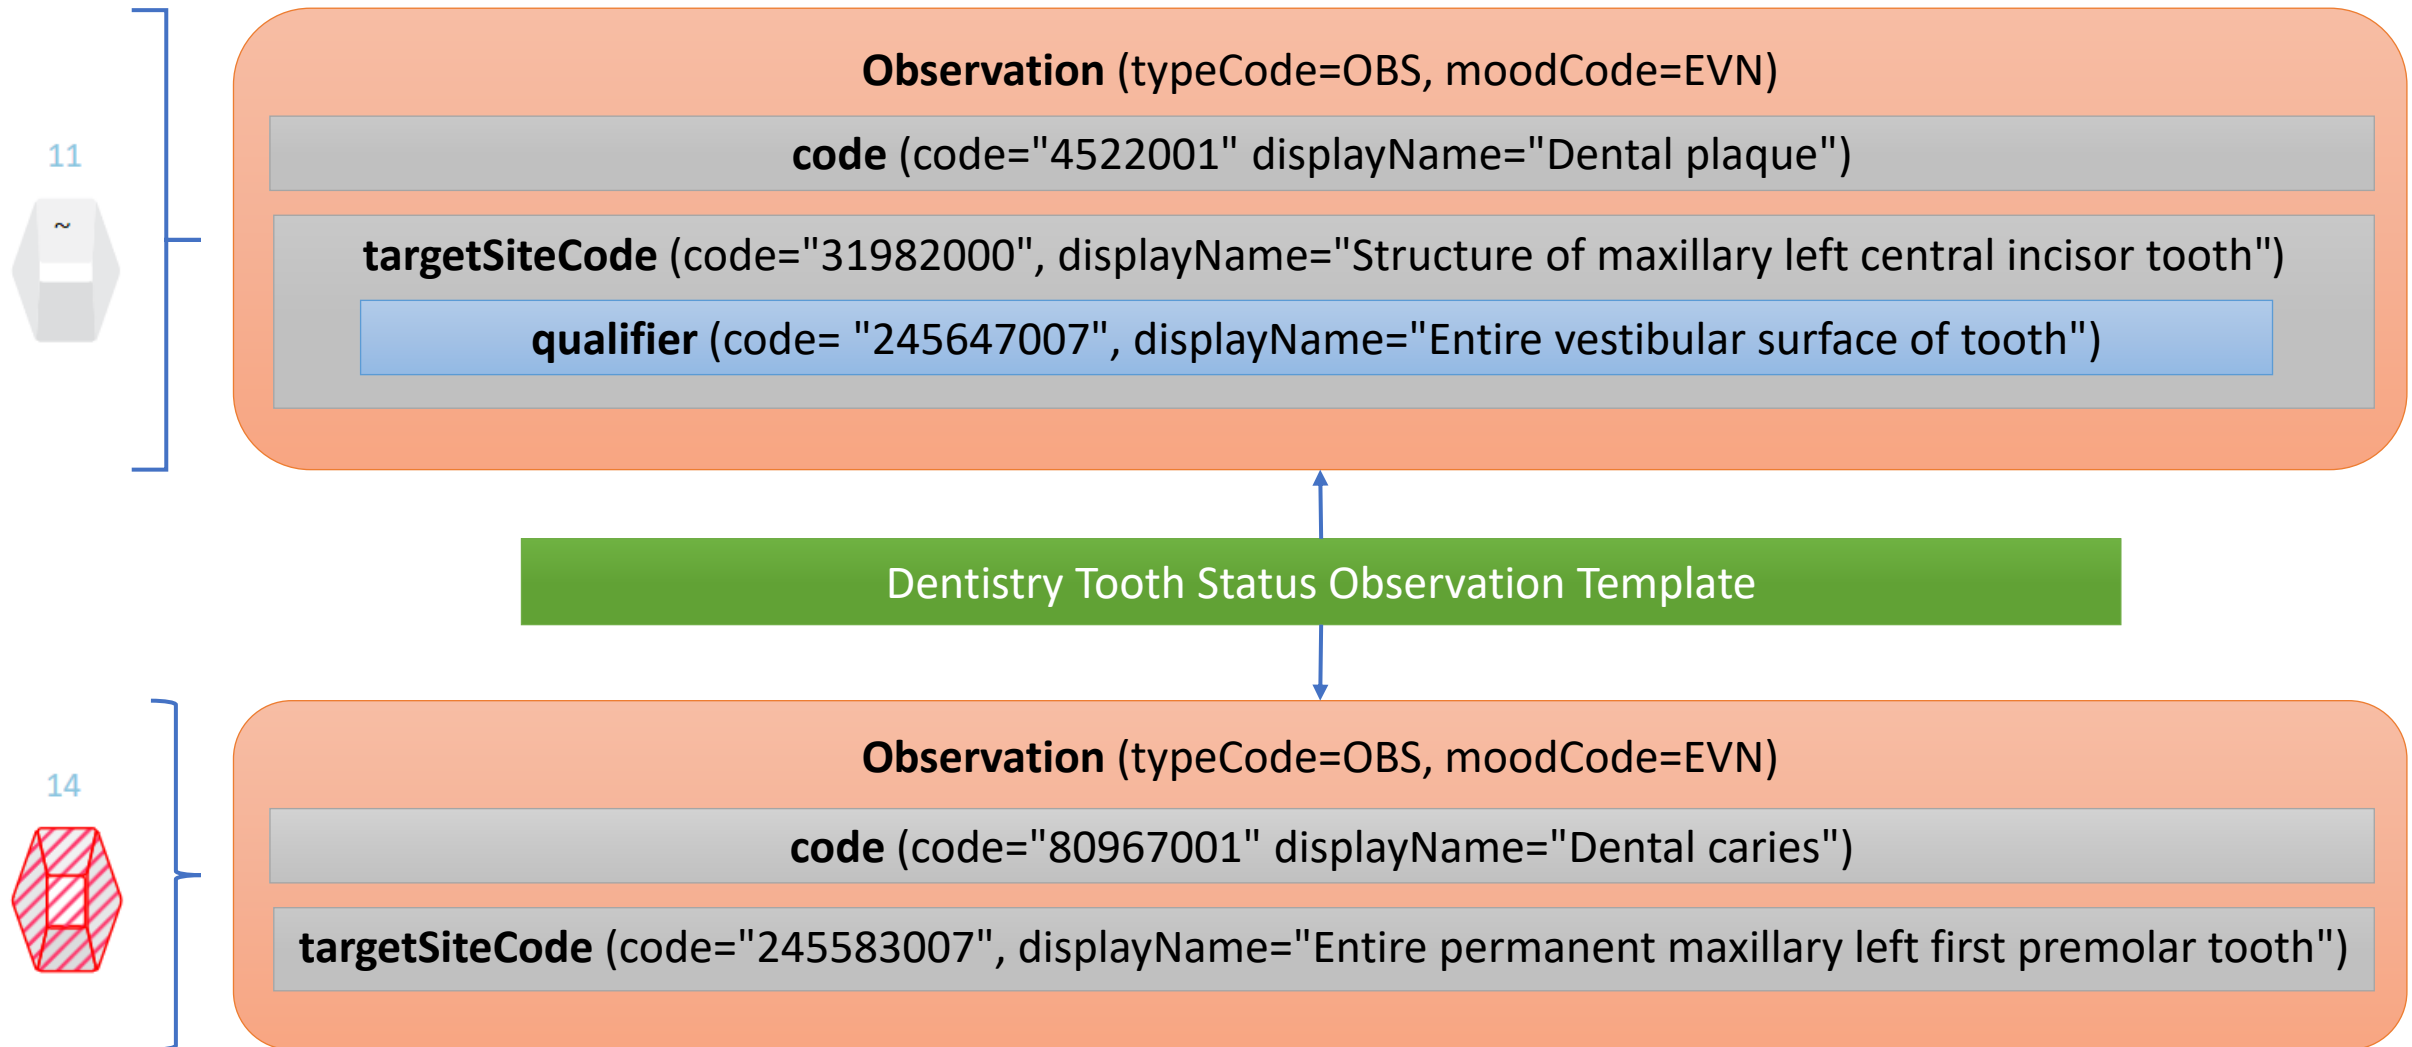 Observation (typeCode=OBS, moodCode=EVN)
code (code="4522001" displayName="Dental plaque")
11
~
targetSiteCode (code="31982000", displayName="Structure of maxillary left central incisor tooth")
qualifier (code= "245647007", displayName="Entire vestibular surface of tooth")
Dentistry Tooth Status Observation Template
Observation (typeCode=OBS, moodCode=EVN)
14
code (code="80967001" displayName="Dental caries")
targetSiteCode (code="245583007", displayName="Entire permanent maxillary left first premolar tooth")